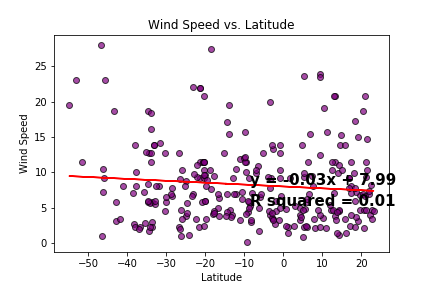 Wind Speed vs. Latitude
Wind Speed
25
20
15
10
5
0
y = -0.03x + 7.99
R squared = 0.01
−50 −40 −30 −20 −10 0 10 20
Latitude